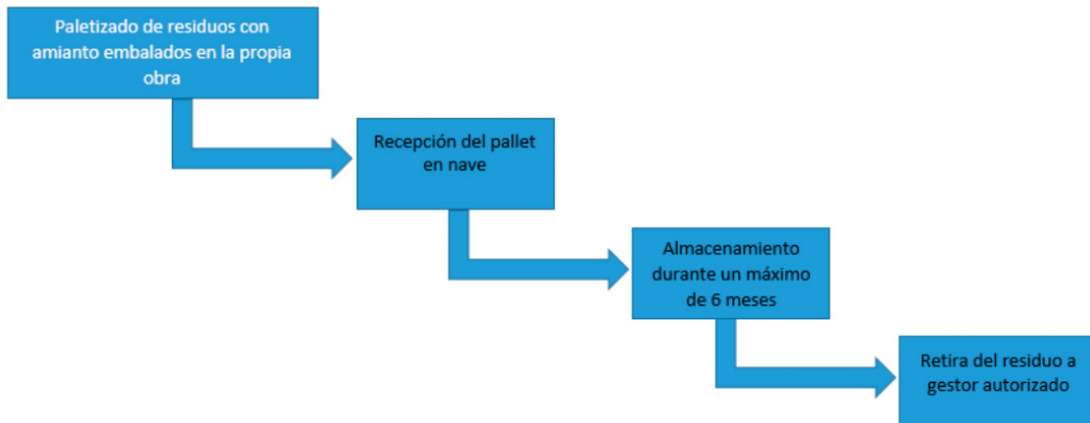 Paletizado de residuos con
amianto embalados en la propia
obra
Recepción del pallet
en nave
Almacenamiento
durante un máximo
de 6 meses
Retira del residuo a
gestor autorizado